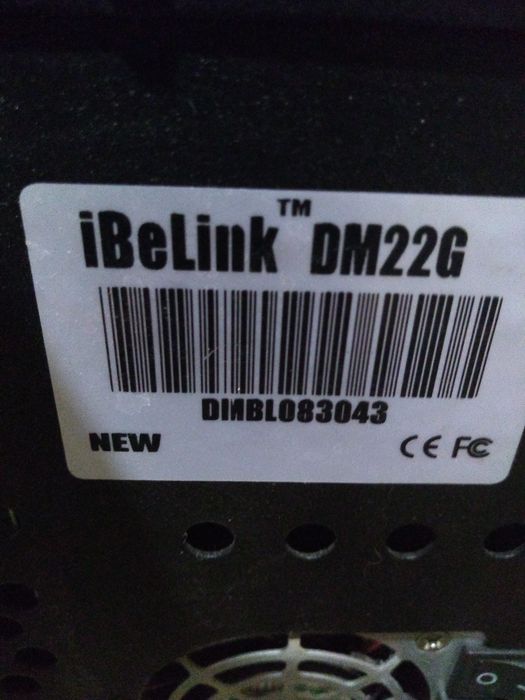 iBeLink™ DM22G
DMBL083043
NEW CE FC